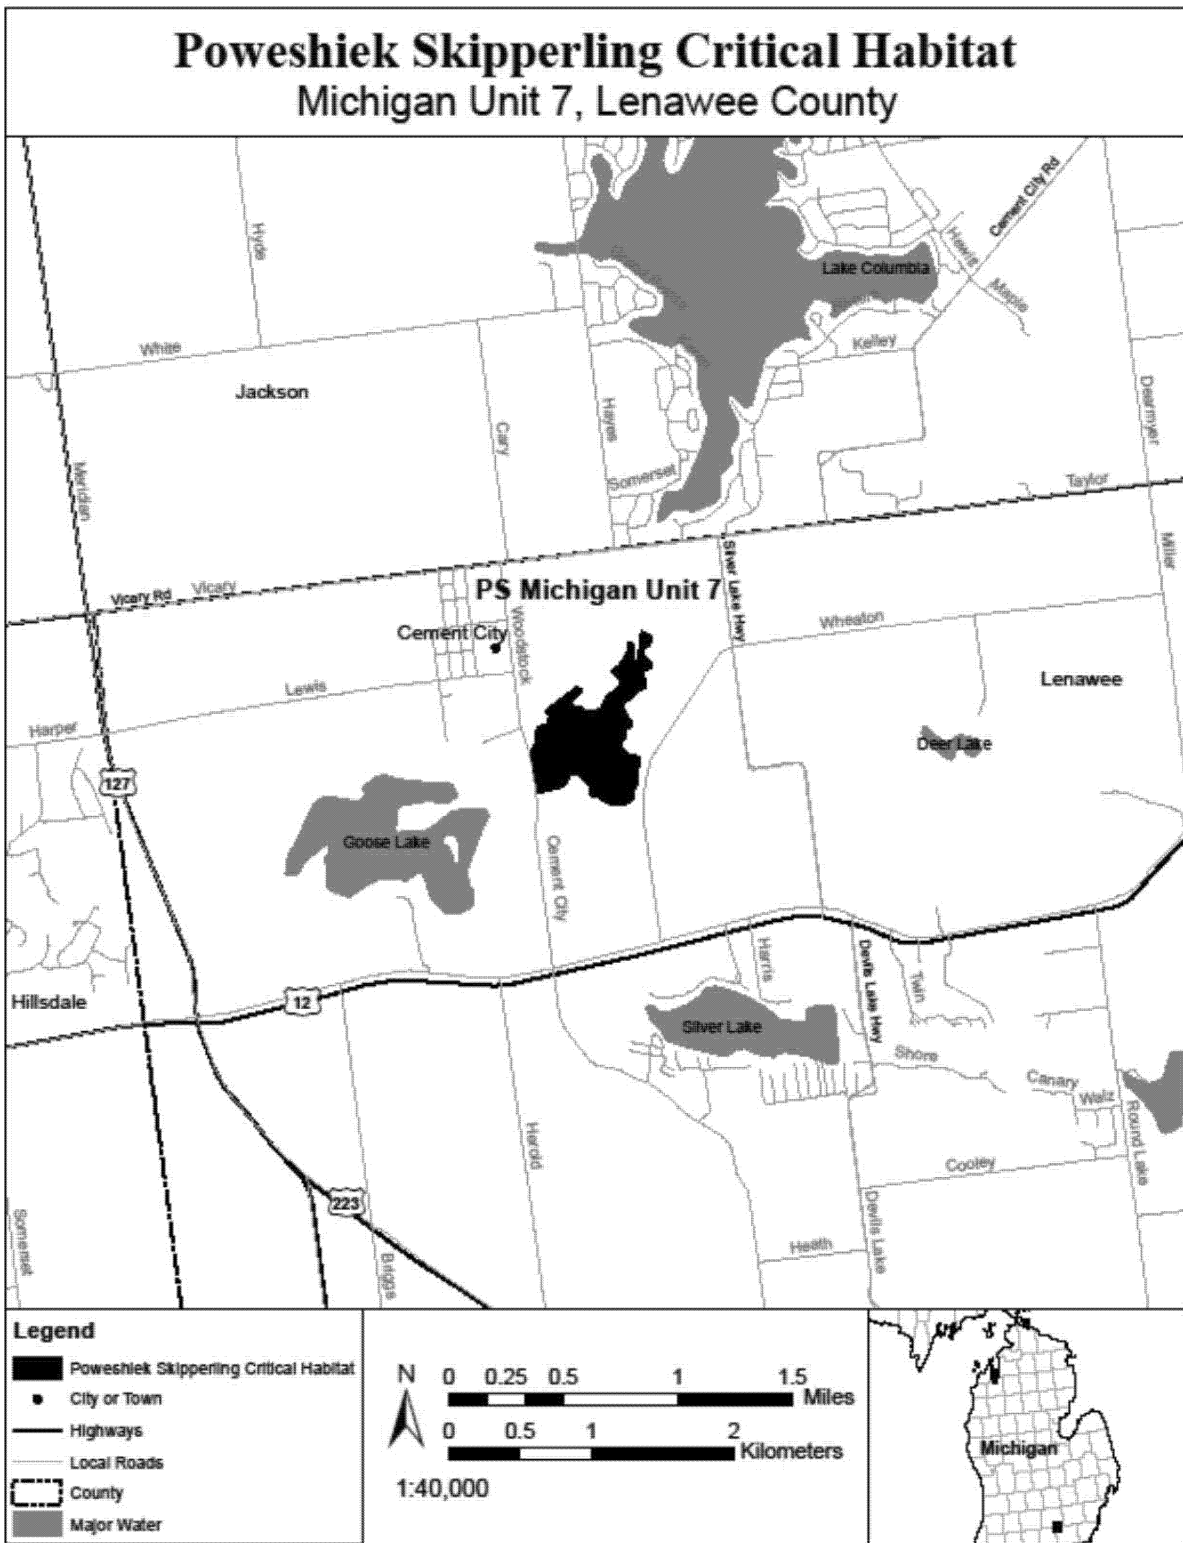 Poweshiek Skipperling Critical Habitat
Michigan Unit 7, Lenawee County
Cement City Rd
Hyde
Hewitt
Lake Columbia
Maple
White
Kelley
Jackson
Dearmyer
Hayes
Cary
Somerset
Meridian
Taylor
Silver Lake Hwy
Miller
Vicary Rd
Vicary
PS Michigan Unit 7
Woodstock
Wheaton
Cement City
Lewis
Lenawee
Harper
Deer Lake
127
Goose Lake
Cement City
Harris
Devils Lake Hwy
Twin
Hillsdale
12
Silver Lake
Shore
Canary
Walz
Round Lake
Harold
Cooley
223
Devils Lake
Somerset
Heath
Briggs
Legend
Poweshiek Skipperling Critical Habitat
City or Town
Highways
Local Roads
County
Major Water
N
0 0.25 0.5 1 1.5
Miles
0 0.5 1 2
Kilometers
1:40,000
Michigan